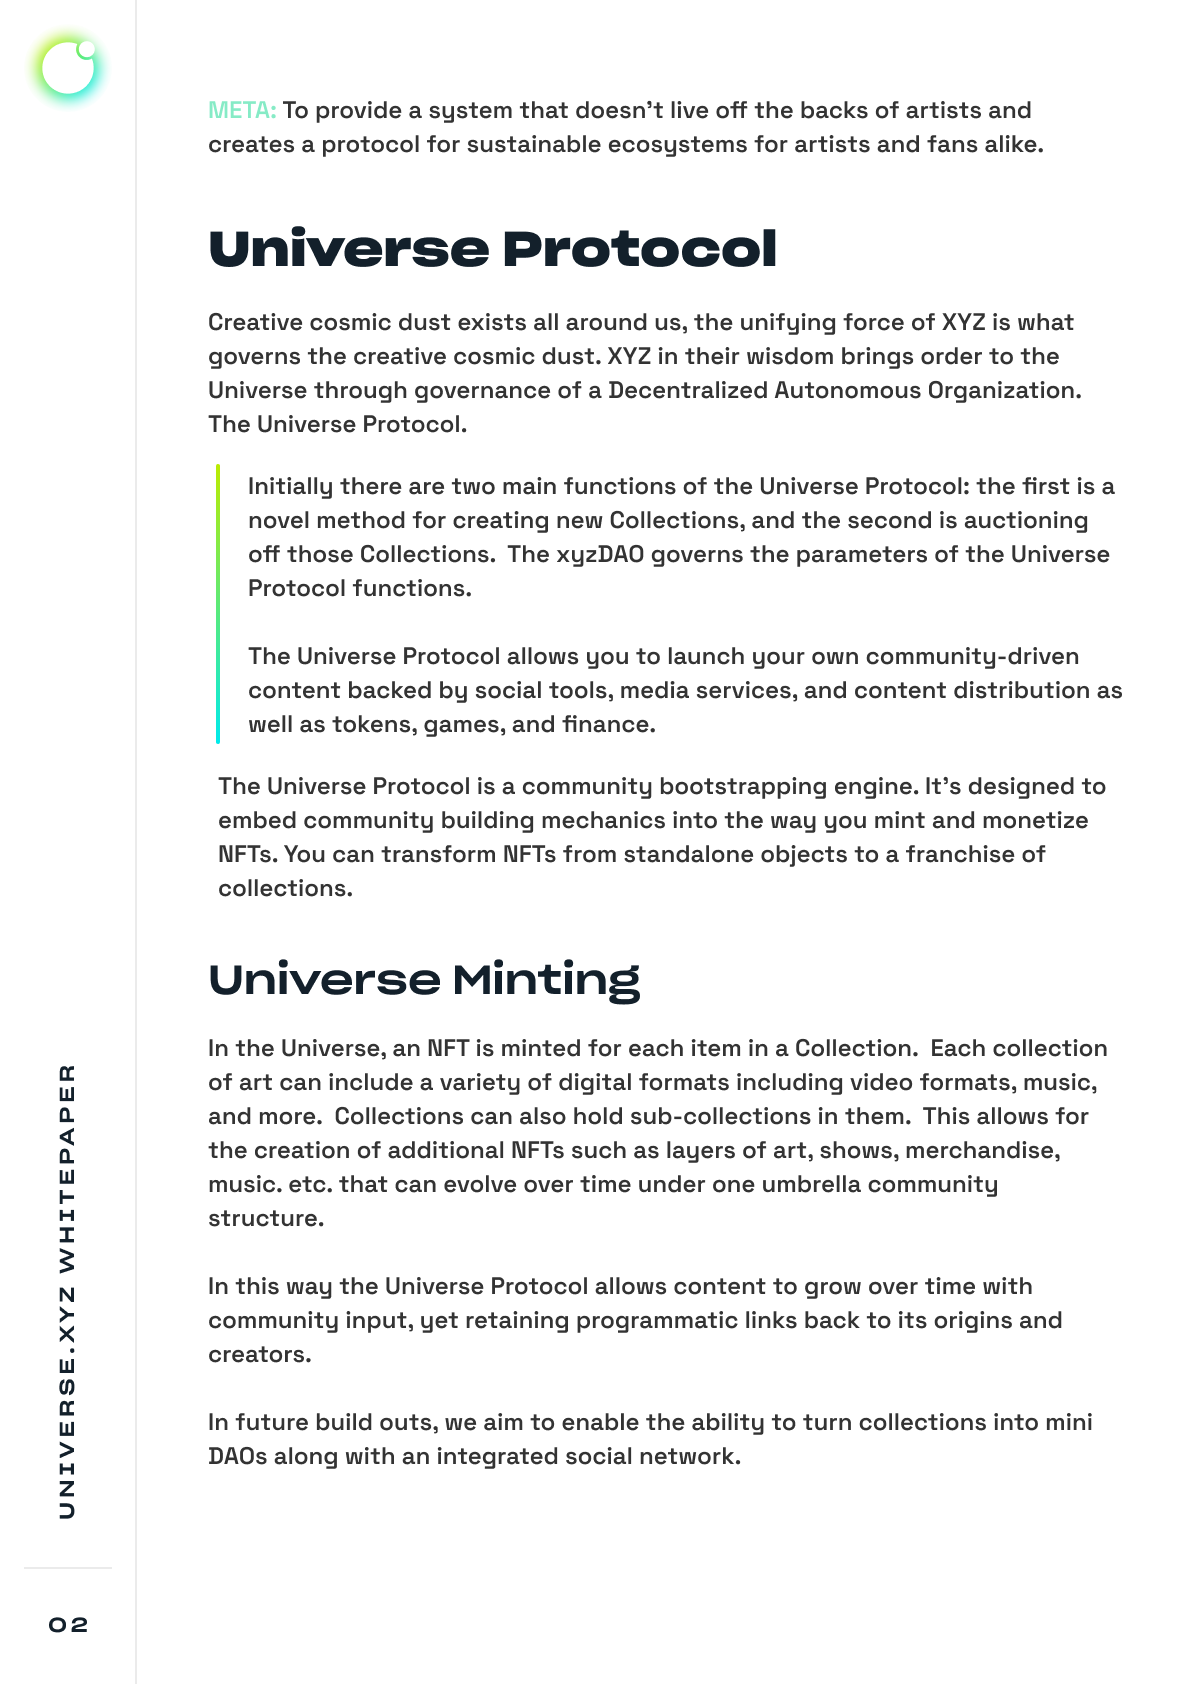 META: To provide a system that doesn’t live off the backs of artists and
creates a protocol for sustainable ecosystems for artists and fans alike.
Universe Protocol
Creative cosmic dust exists all around us, the unifying force of XYZ is what
governs the creative cosmic dust. XYZ in their wisdom brings order to the
Universe through governance of a Decentralized Autonomous Organization.
The Universe Protocol.
Initially there are two main functions of the Universe Protocol: the first is a
novel method for creating new Collections, and the second is auctioning
off those Collections.  The xyzDAO governs the parameters of the Universe
Protocol functions.
The Universe Protocol allows you to launch your own community-driven
content backed by social tools, media services, and content distribution as
well as tokens, games, and finance.
The Universe Protocol is a community bootstrapping engine. It’s designed to
embed community building mechanics into the way you mint and monetize
NFTs. You can transform NFTs from standalone objects to a franchise of
collections.
Universe Minting
In the Universe, an NFT is minted for each item in a Collection.  Each collection
of art can include a variety of digital formats including video formats, music,
and more.  Collections can also hold sub-collections in them.  This allows for
the creation of additional NFTs such as layers of art, shows, merchandise,
music. etc. that can evolve over time under one umbrella community
structure.
In this way the Universe Protocol allows content to grow over time with
community input, yet retaining programmatic links back to its origins and
creators.
In future build outs, we aim to enable the ability to turn collections into mini
DAOs along with an integrated social network.
UNIVERSE.XYZ WHITEPAPER
02